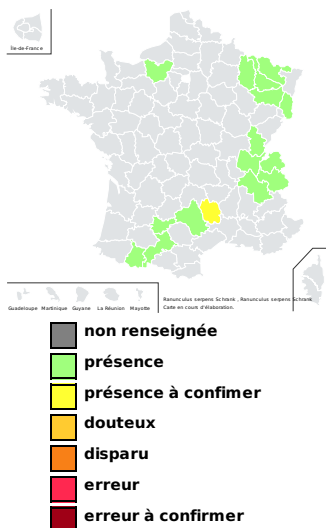 Île-de-France
Guadeloupe Martinique Guyane La Réunion Mayotte
Ranunculus serpens Schrank , Ranunculus serpens Schrank
Carte en cours d'élaboration.
non renseignée
présence
présence à confimer
douteux
disparu
erreur
erreur à confirmer